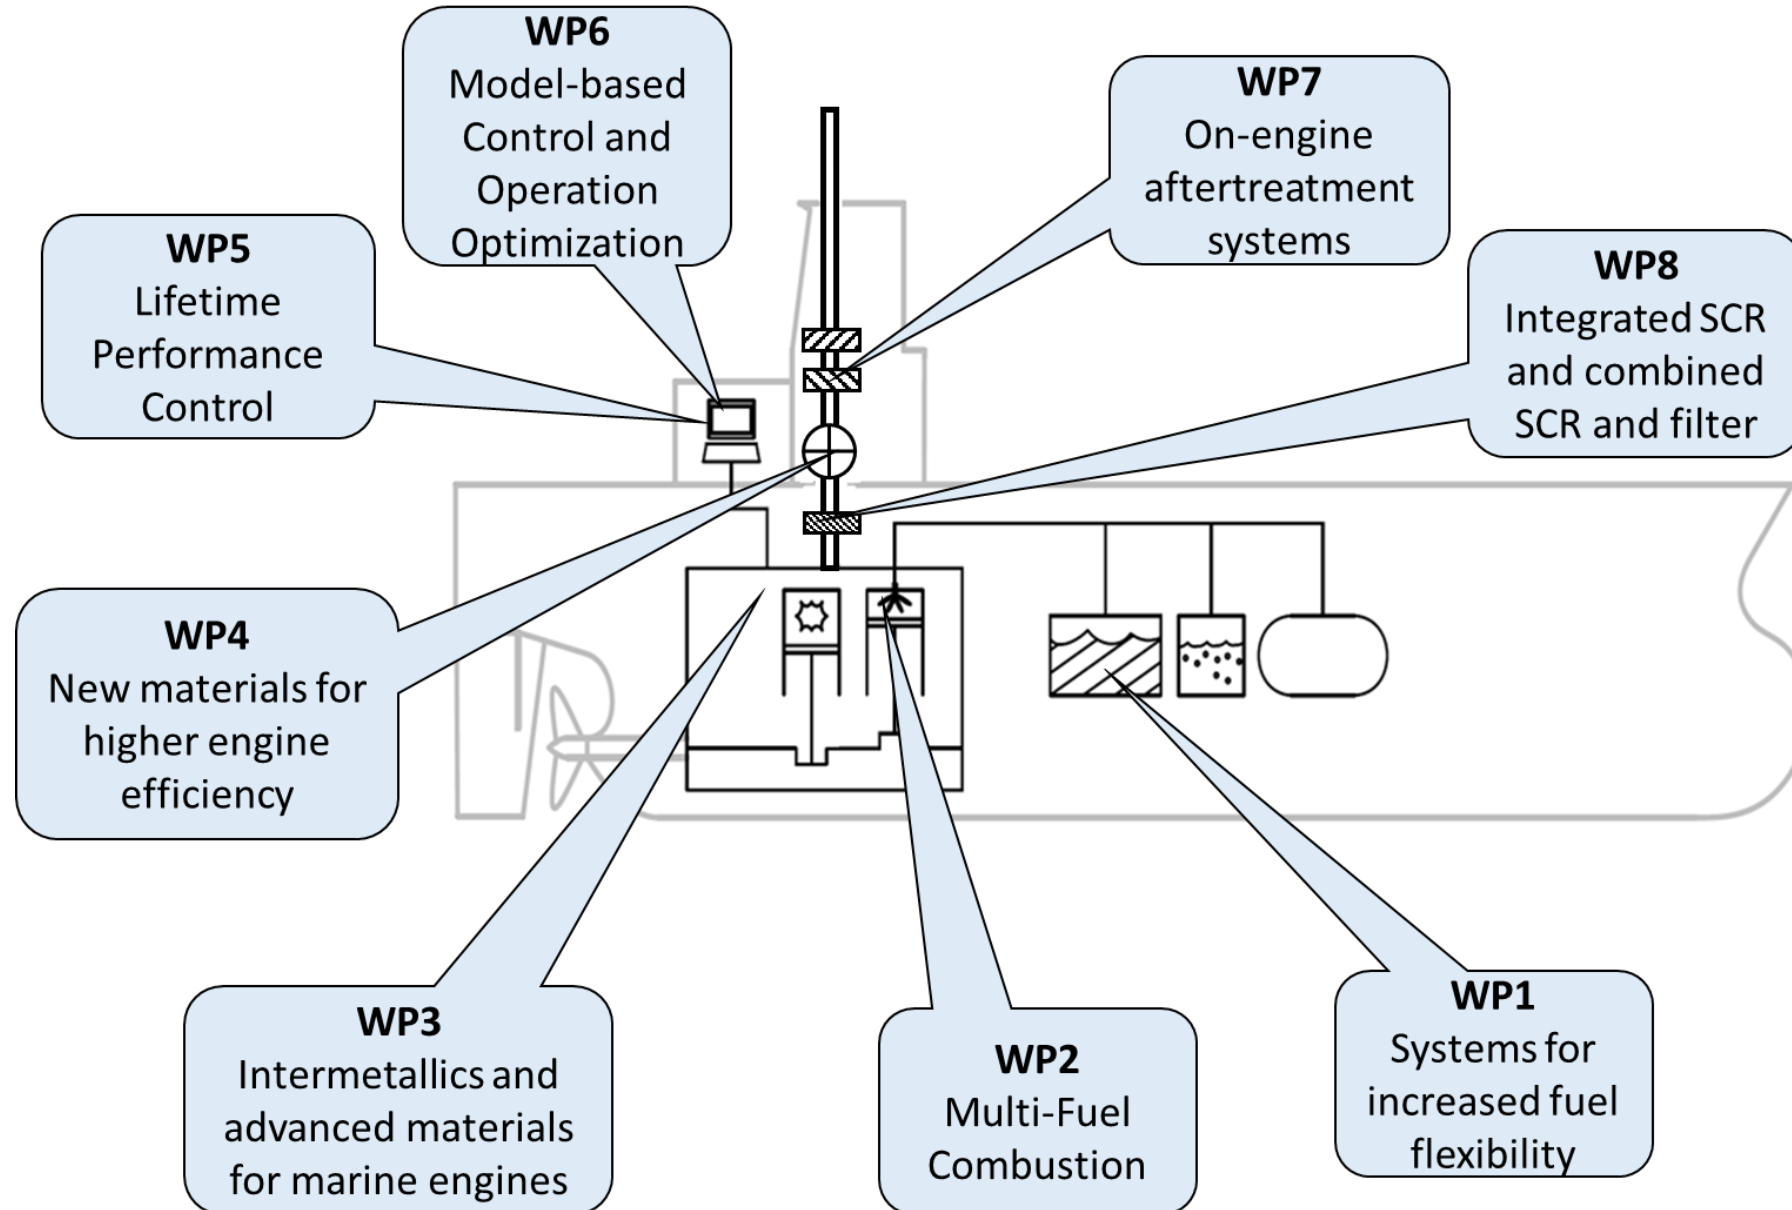 WP6
Model-based
Control and
Operation
Optimization
WP7
On-engine
aftertreatment
systems
WP5
Lifetime
Performance
Control
WP8
Integrated SCR
and combined
SCR and filter
WP4
New materials for
higher engine
efficiency
WP3
Intermetallics and
advanced materials
for marine engines
WP2
Multi-Fuel
Combustion
WP1
Systems for
increased fuel
flexibility